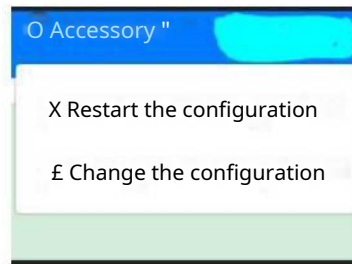 O Accessory "
X Restart the configuration
£ Change the configuration